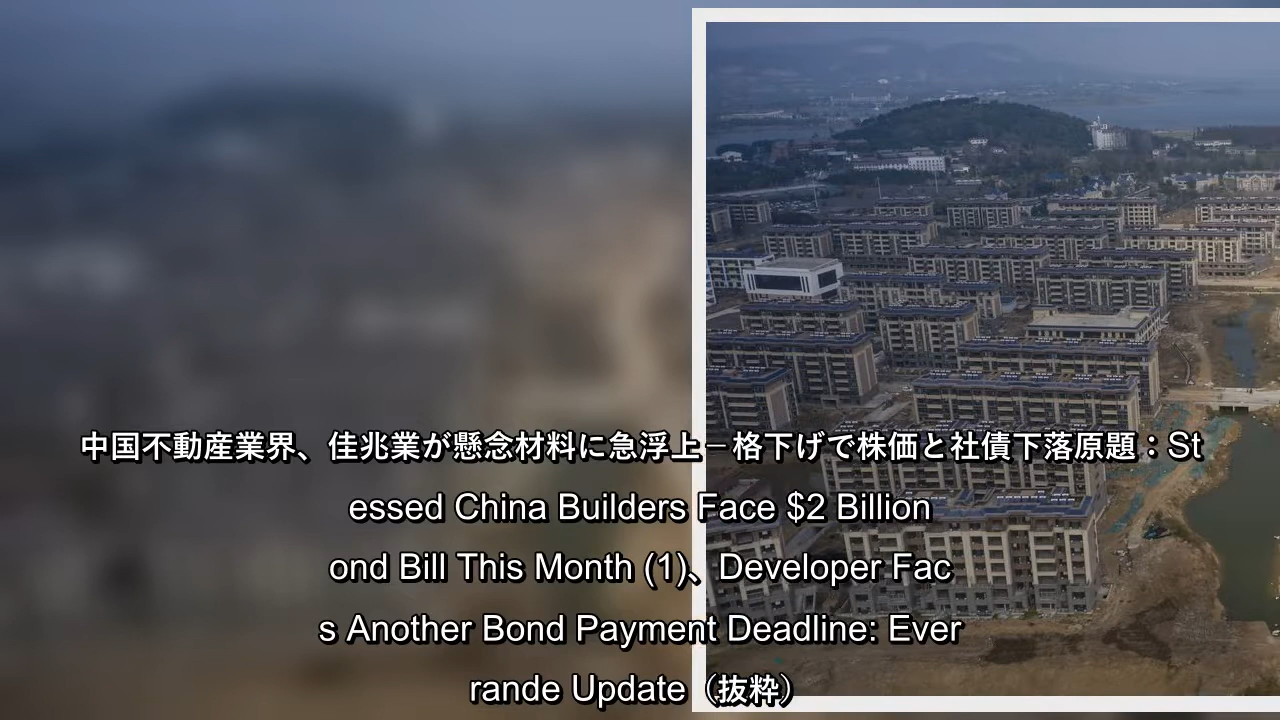 中国不動産業界、佳兆業が懸念材料に急浮上－格下げで株価と社債下落原題：St
essed China Builders Face $2 Billion
ond Bill This Month (1)、Developer Fac
s Another Bond Payment Deadline: Ever
rande Update（抜粋）